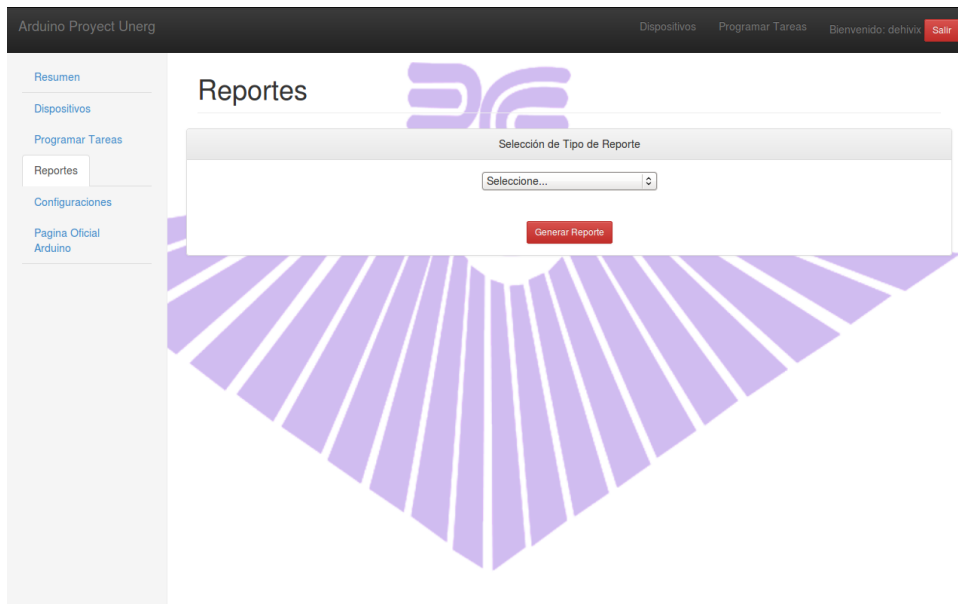 Arduino Proyect Unerg
Dispositivos Programar Tareas Bienvenido: dehivix Salir
Resumen
Dispositivos
Programar Tareas
Reportes
Configuraciones
Pagina Oficial
Arduino
Reportes
Selección de Tipo de Reporte
Seleccione...
Generar Reporte